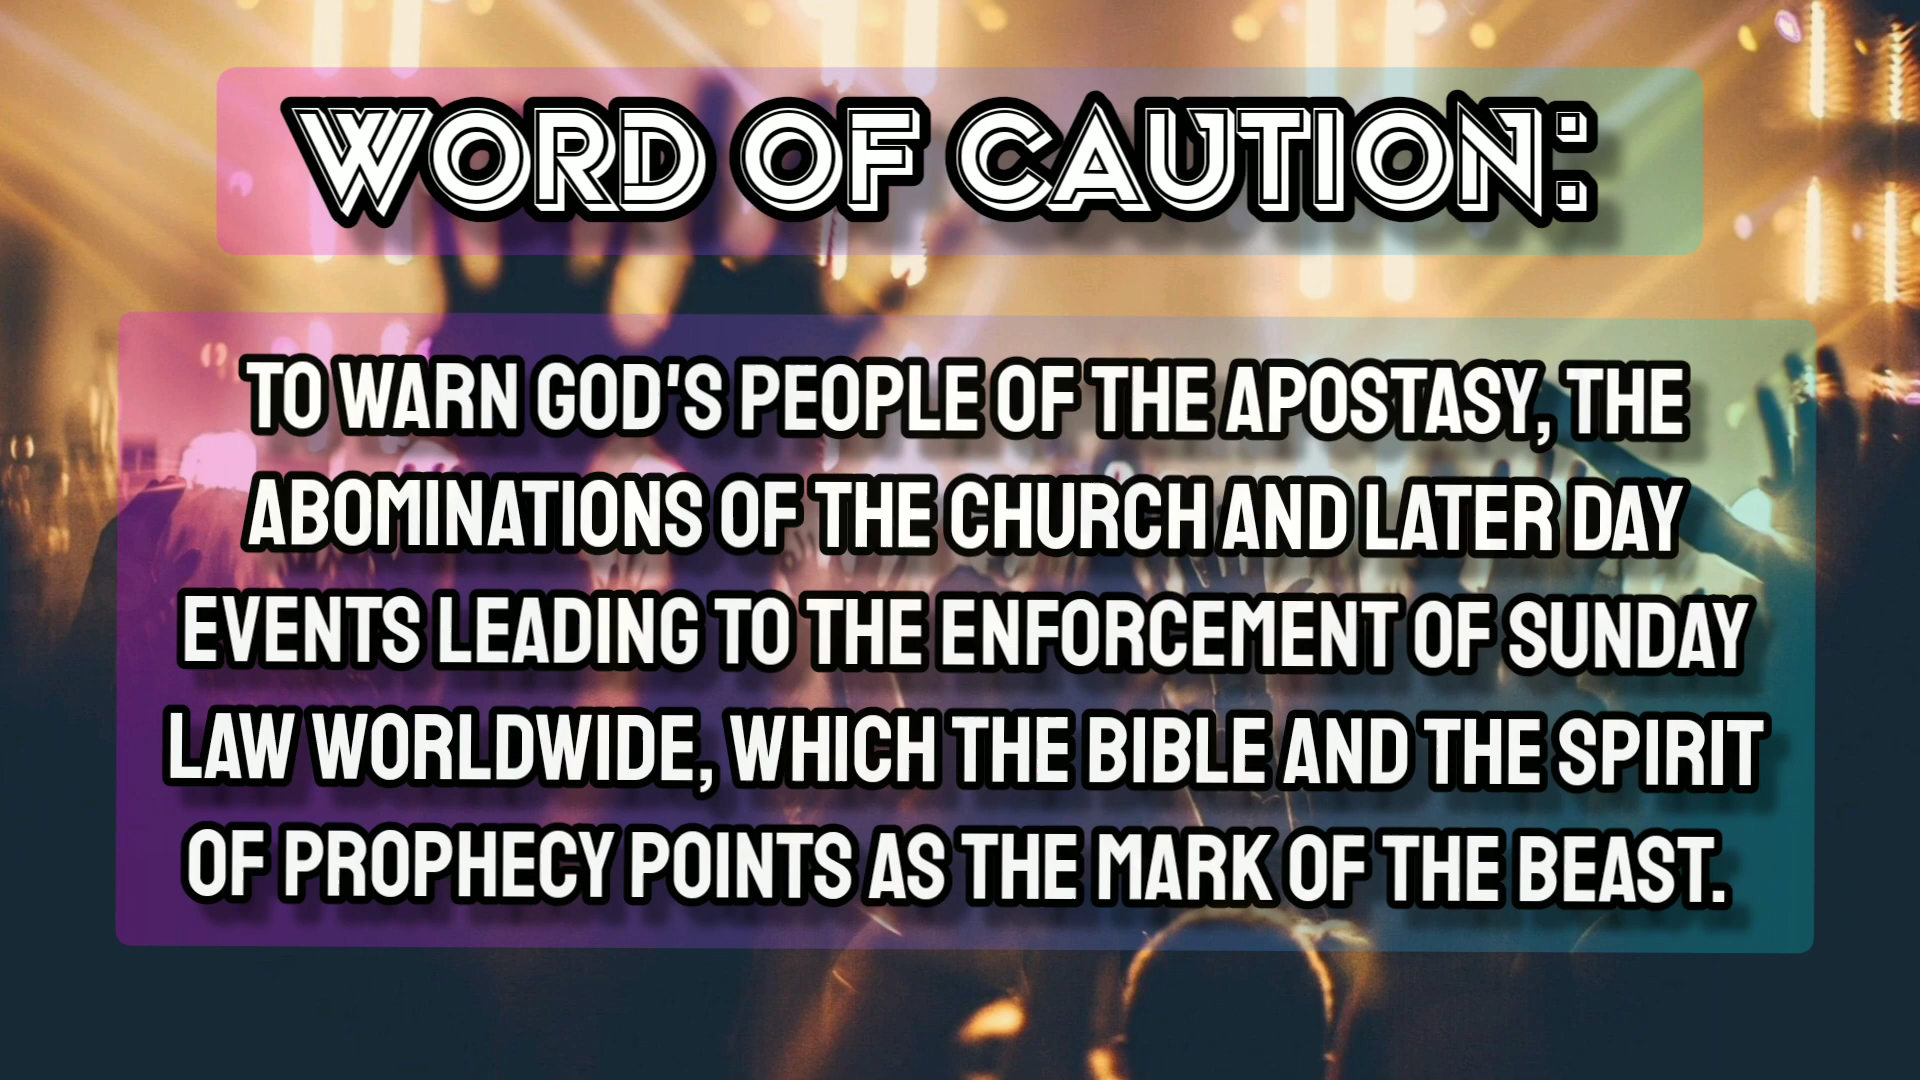 WORD OF CAUTION:
TO WARN GOD'S PEOPLE OF THE APOSTASY, THE
ABOMINATIONS OF THE CHURCH AND LATER DAY
EVENTS LEADING TO THE ENFORCEMENT OF SUNDAY
LAW WORLDWIDE, WHICH THE BIBLE AND THE SPIRIT
OF PROPHECY POINTS AS THE MARK OF THE BEAST.